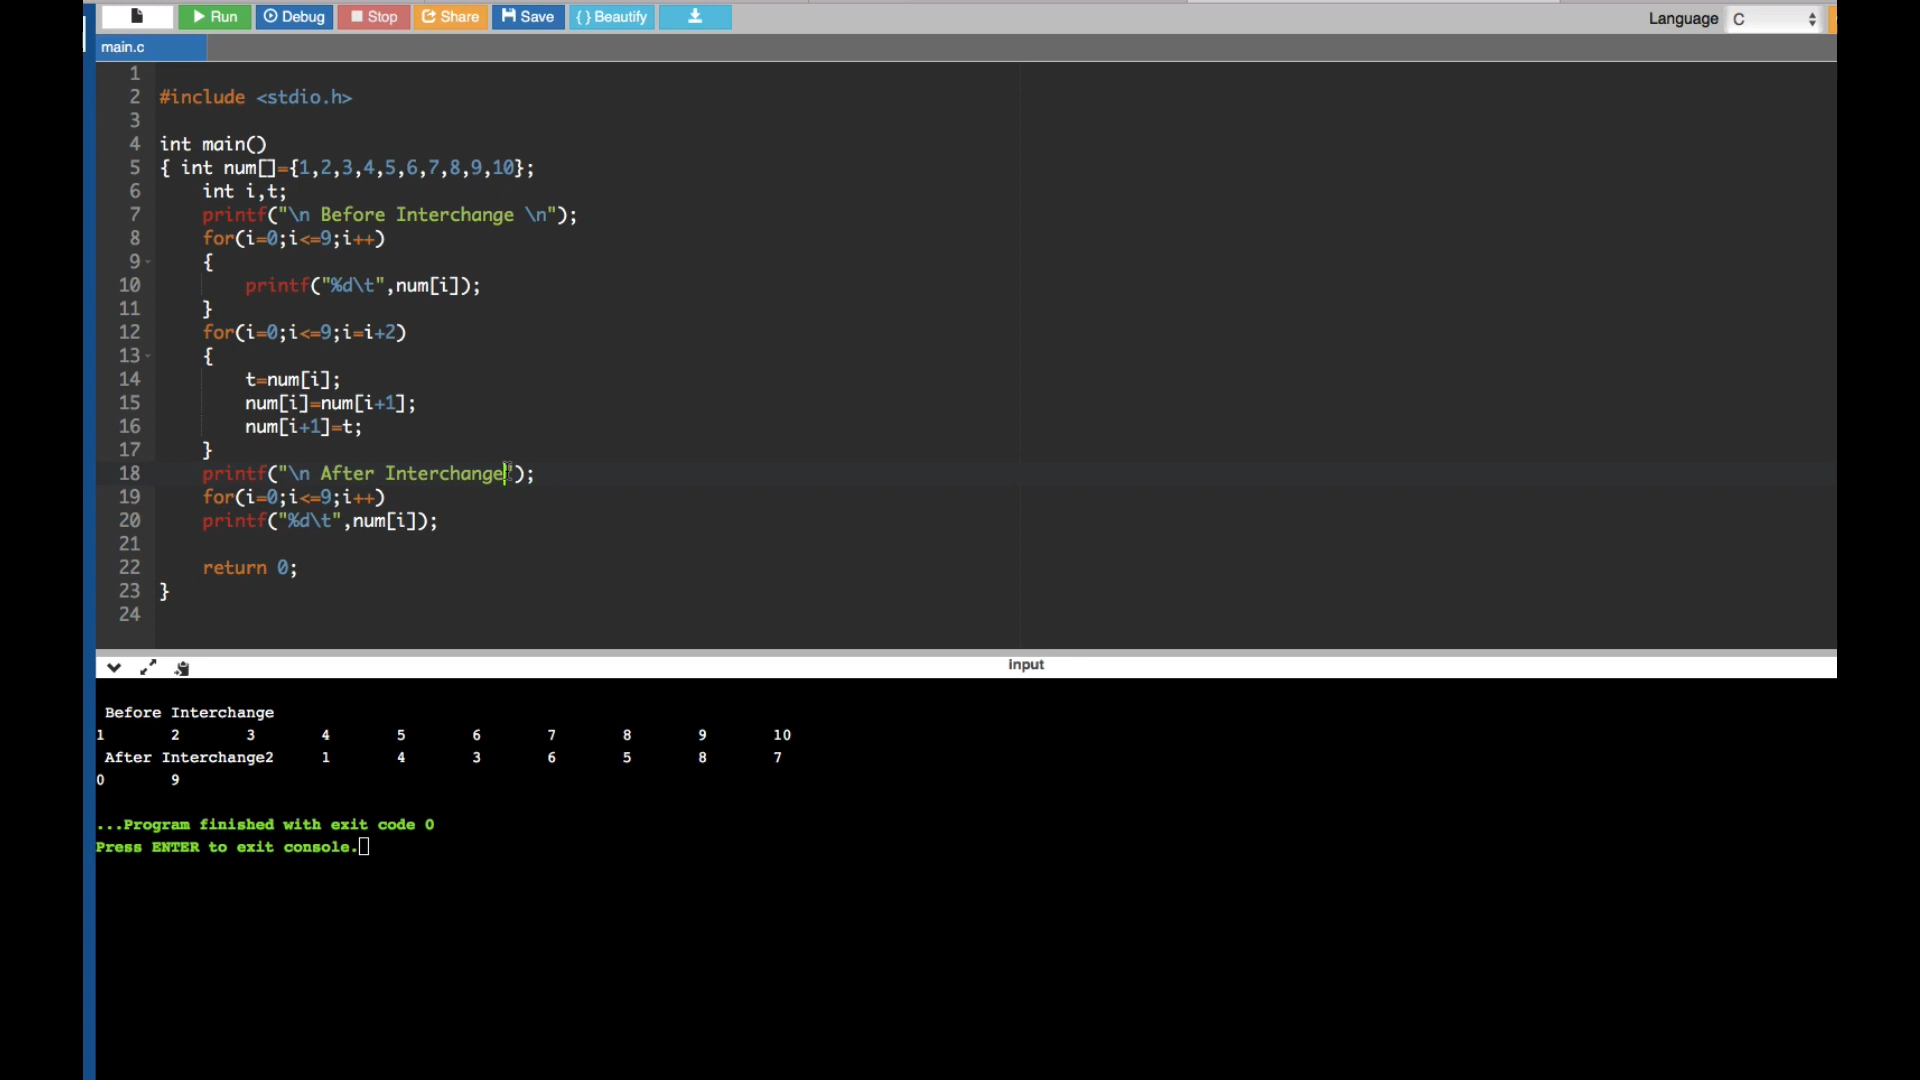 Run Debug Stop Share Save {} Beautify Language C
main.c
1
2 #include <stdio.h>
3
4 int main()
5 { int num[]={1,2,3,4,5,6,7,8,9,10};
6 int i,t;
7 printf("\n Before Interchange \n");
8 for(i=0;i<=9;i++)
9 {
10 printf("%d\t",num[i]);
11 }
12 for(i=0;i<=9;i=i+2)
13 {
14 t=num[i];
15 num[i]=num[i+1];
16 num[i+1]=t;
17 }
18 printf("\n After Interchange");
19 for(i=0;i<=9;i++)
20 printf("%d\t",num[i]);
21
22 return 0;
23 }
24
input
Before Interchange
1 2 3 4 5 6 7 8 9 10
After Interchange2 1 4 3 6 5 8 7
0 9
...Program finished with exit code 0
Press ENTER to exit console.